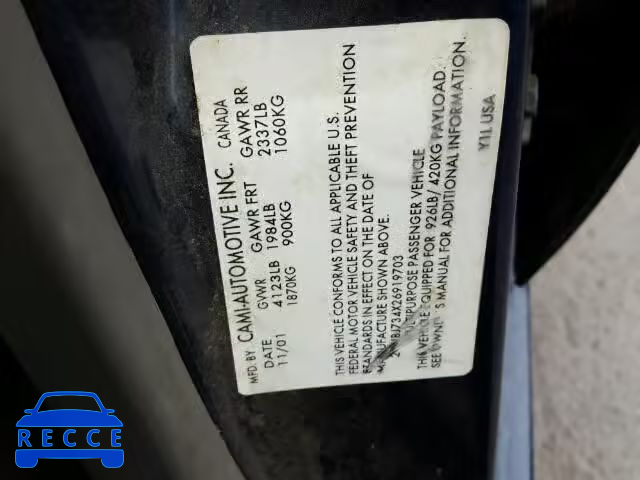 MFD. BY CAMI-AUTOMOTIVE INC. CANADA
DATE GVWR GAWR FRT GAWR RR
11/01 4123LB 1984LB 2337LB
1870KG 900KG 1060KG
THIS VEHICLE CONFORMS TO ALL APPLICABLE U.S.
FEDERAL MOTOR VEHICLE SAFETY AND THEFT PREVENTION
STANDARDS IN EFFECT ON THE DATE OF
MANUFACTURE SHOWN ABOVE.
734X26919703
MULTIPURPOSE PASSENGER VEHICLE
THIS VEHICLE EQUIPPED FOR 926LB/ 420KG PAYLOAD.
SEE MANUAL FOR ADDITIONAL INFORMATION.
Y1L USA
RECCE